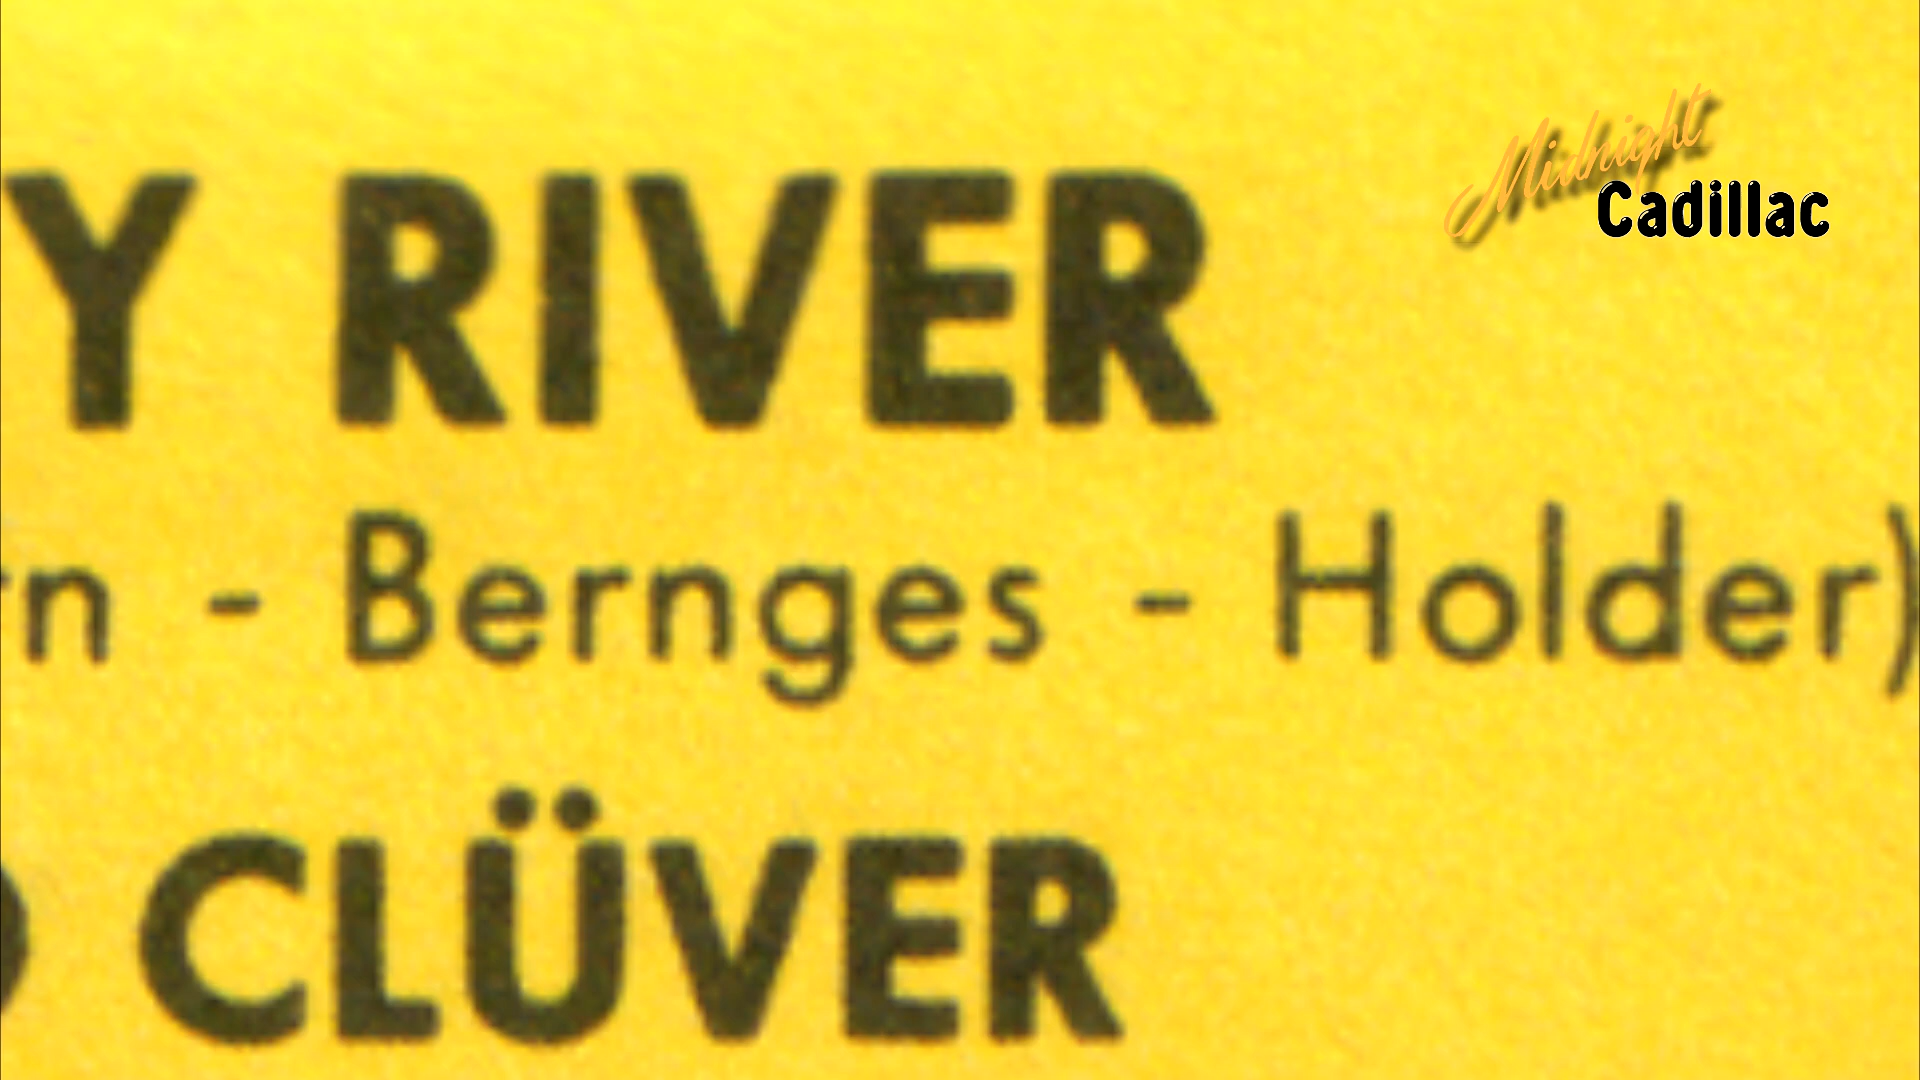 Midnight
Cadillac
Y RIVER
rn - Bernges - Holder)
CLÜVER